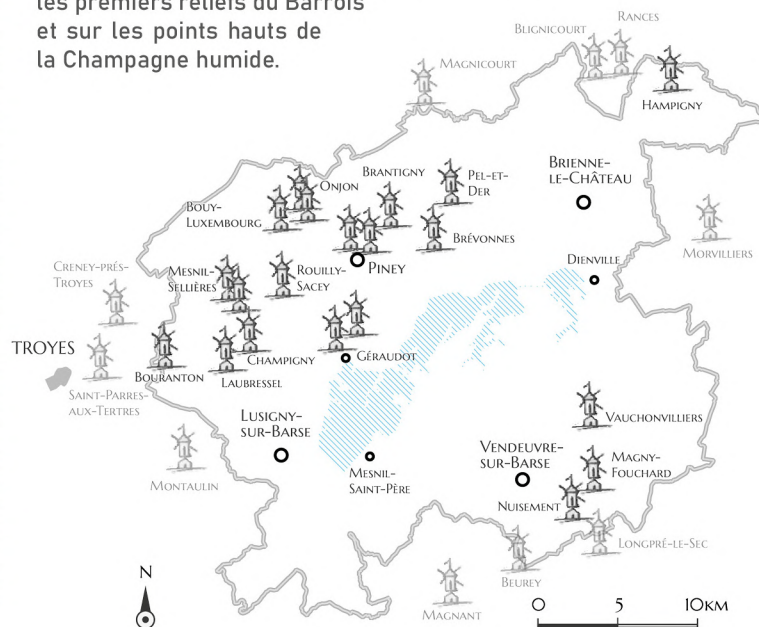 les premiers reliefs du Barrois
et sur les points hauts de
la Champagne humide.
Rances
Blignicourt
Magnicourt
Hampigny
Brienne-
le-Château
Brantigny
Pel-et-
Der
Onjon
Bouy-
Luxembourg
Brévonnes
Morvilliers
Dienville
Piney
Creney-prés-
Troyes
Mesnil-
Sellières
Rouilly-
Sacey
TROYES
Géraudot
Champigny
Bouranton
Laubressel
Saint-Parres-
aux-Tertres
Lusigny-
sur-Barse
Vauchonvilliers
Vendeuvre-
sur-Barse
Magny-
Fouchard
Mesnil-
Saint-Père
Montaulin
Nuisement
Longpré-le-Sec
Beurey
Magnant
N
0 5 10KM